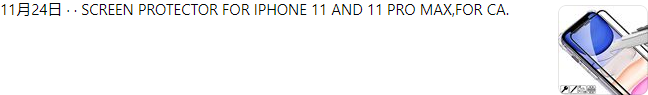 11月24日 · · SCREEN PROTECTOR FOR IPHONE 11 AND 11 PRO MAX,FOR CA.